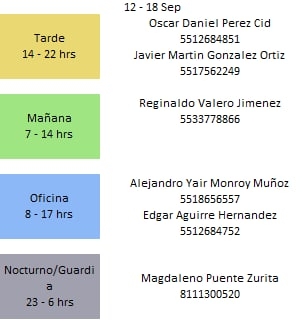 12 - 18 Sep
Tarde
14 - 22 hrs
Oscar Daniel Perez Cid
5512684851
Javier Martin Gonzalez Ortiz
5517562249
Mañana
7 - 14 hrs
Reginaldo Valero Jimenez
5533778866
Oficina
8 - 17 hrs
Alejandro Yair Monroy Muñoz
5518656557
Edgar Aguirre Hernandez
5512684752
Nocturno/Guardi
a
23 - 6 hrs
Magdaleno Puente Zurita
8111300520